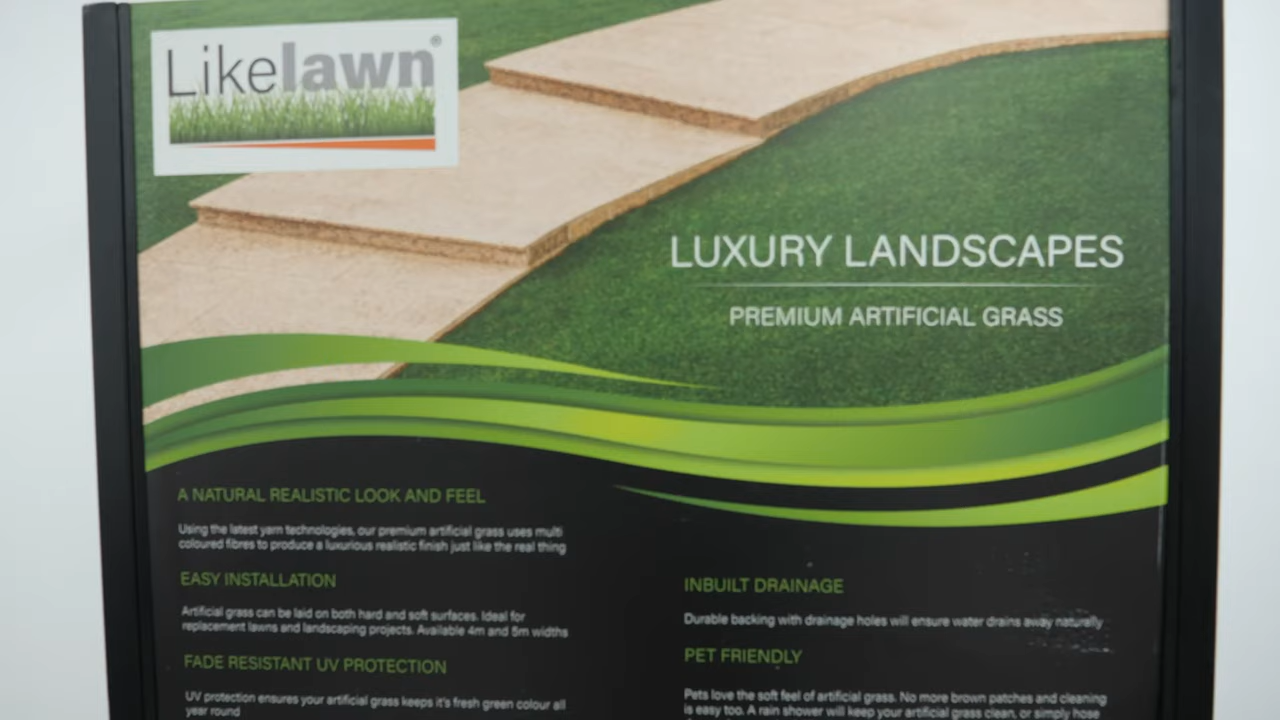 Likelawn®
LUXURY LANDSCAPES
PREMIUM ARTIFICIAL GRASS
A NATURAL REALISTIC LOOK AND FEEL
Using the latest yarn technologies, our premium artificial grass uses multi
coloured fibres to produce a luxurious realistic finish just like the real thing
EASY INSTALLATION
Artificial grass can be laid on both hard and soft surfaces. Ideal for
replacement lawns and landscaping projects. Available 4m and 5m widths
FADE RESISTANT UV PROTECTION
UV protection ensures your artificial grass keeps it's fresh green colour all
year round
INBUILT DRAINAGE
Durable backing with drainage holes will ensure water drains away naturally
PET FRIENDLY
Pets love the soft feel of artificial grass. No more brown patches and cleaning
is easy too. A rain shower will keep your artificial grass clean, or simply hose